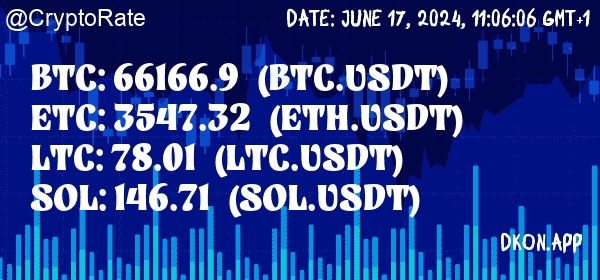 @CryptoRate
DATE: JUNE 17, 2024, 11:06:06 GMT+1
BTC: 66166.9 (BTC.USDT)
ETC: 3547.32 (ETH.USDT)
LTC: 78.01 (LTC.USDT)
SOL: 146.71 (SOL.USDT)
DKON.APP